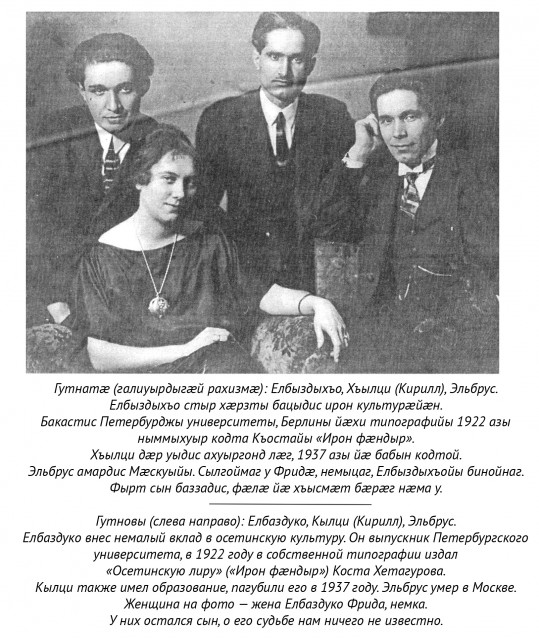 Гутнатæ (галиуырдыгæй рахизмæ): Елбыздыхъо, Хъылци (Кирилл), Эльбрус.
Елбыздыхъо стыр хæрзты бацыдис ирон культурæйæн.
Бакастис Петербурджы университеты, Берлины йæхи типографийы 1922 азы
ныммыхуыр кодта Къостайы «Ирон фæндыр».
Хъылци дæр уыдис ахуыргонд лæг, 1937 азы йæ бабын кодтой.
Эльбрус амардис Мæскуыйы. Сылгоймаг у Фридæ, немыцаг, Елбыздыхъойы бинойнаг.
Фырт сын баззадис, фæлæ йæ хъысмæт бæрæг нæма у.
Гутновы (слева направо): Елбаздуко, Кылци (Кирилл), Эльбрус.
Елбаздуко внес немалый вклад в осетинскую культуру. Он выпускник Петербургского
университета, в 1922 году в собственной типографии издал
«Осетинскую лиру» («Ирон фæндыр») Коста Хетагурова.
Кылци также имел образование, пагубили его в 1937 году. Эльбрус умер в Москве.
Женщина на фото — жена Елбаздуко Фрида, немка.
У них остался сын, о его судьбе нам ничего не известно.